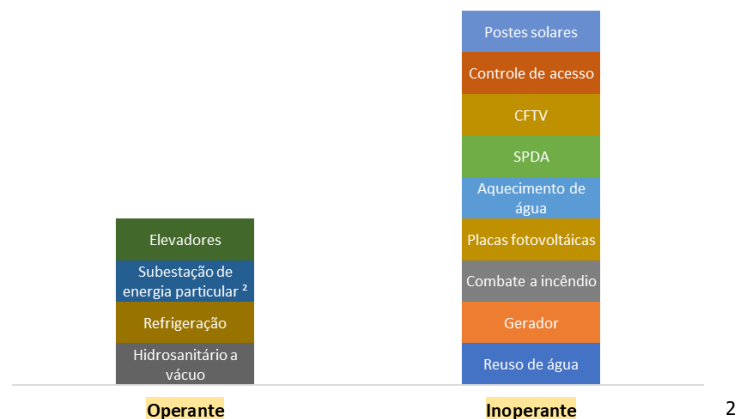 Postes solares
Controle de acesso
CFTV
SPDA
Aquecimento de
água
Elevadores
Placas fotovoltáicas
Subestação de
energia particular ²
Combate a incêndio
Refrigeração
Gerador
Hidrosanitário a
vácuo
Reuso de água
Operante
Inoperante
2